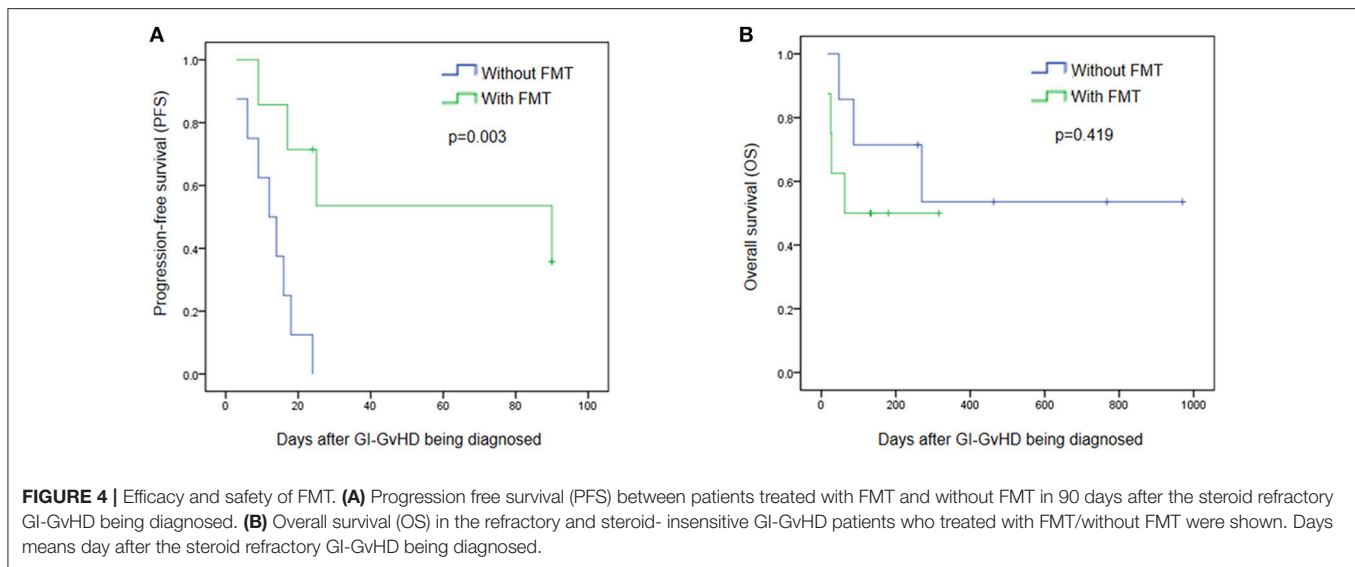 A
Progression-free survival (PFS)
1.0
0.8
0.6
0.4
0.2
0.0
Without FMT
With FMT
p=0.003
0 20 40 60 80 100
Days after GI-GvHD being diagnosed
B
Overall survival (OS)
1.0
0.8
0.6
0.4
0.2
0.0
Without FMT
With FMT
p=0.419
0 200 400 600 800 1000
Days after GI-GvHD being diagnosed
FIGURE 4 | Efficacy and safety of FMT. (A) Progression free survival (PFS) between patients treated with FMT and without FMT in 90 days after the steroid refractory
GI-GvHD being diagnosed. (B) Overall survival (OS) in the refractory and steroid- insensitive GI-GvHD patients who treated with FMT/without FMT were shown. Days
means day after the steroid refractory GI-GvHD being diagnosed.